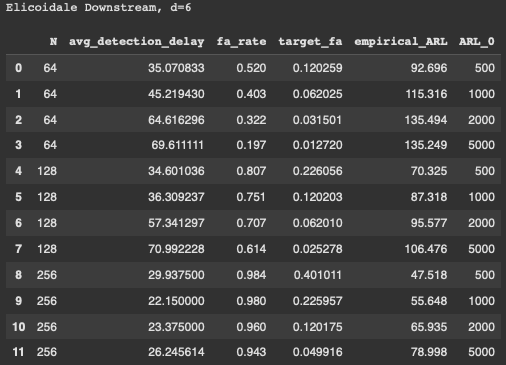 Elicoidale Downstream, d=6
N avg_detection_delay fa_rate target_fa empirical_ARL ARL_0
0 64 35.070833 0.520 0.120259 92.696 500
1 64 45.219430 0.403 0.062025 115.316 1000
2 64 64.616296 0.322 0.031501 135.494 2000
3 64 69.611111 0.197 0.012720 135.249 5000
4 128 34.601036 0.807 0.226056 70.325 500
5 128 36.309237 0.751 0.120203 87.318 1000
6 128 57.341297 0.707 0.062010 95.577 2000
7 128 70.992228 0.614 0.025278 106.476 5000
8 256 29.937500 0.984 0.401011 47.518 500
9 256 22.150000 0.980 0.225957 55.648 1000
10 256 23.375000 0.960 0.120175 65.935 2000
11 256 26.245614 0.943 0.049916 78.998 5000